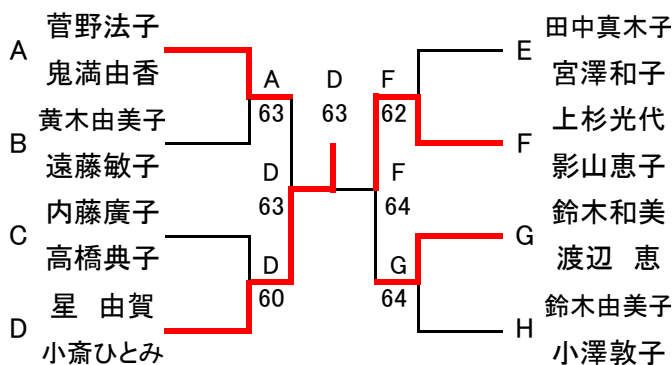 A
菅野法子
鬼満由香
B
黄木由美子
遠藤敏子
C
内藤廣子
高橋典子
D
星　由賀
小斎ひとみ
A
63
D
60
D
63
D
63
F
62
F
64
G
64
E
田中真木子
宮澤和子
F
上杉光代
影山恵子
G
鈴木和美
渡辺　恵
H
鈴木由美子
小澤敦子